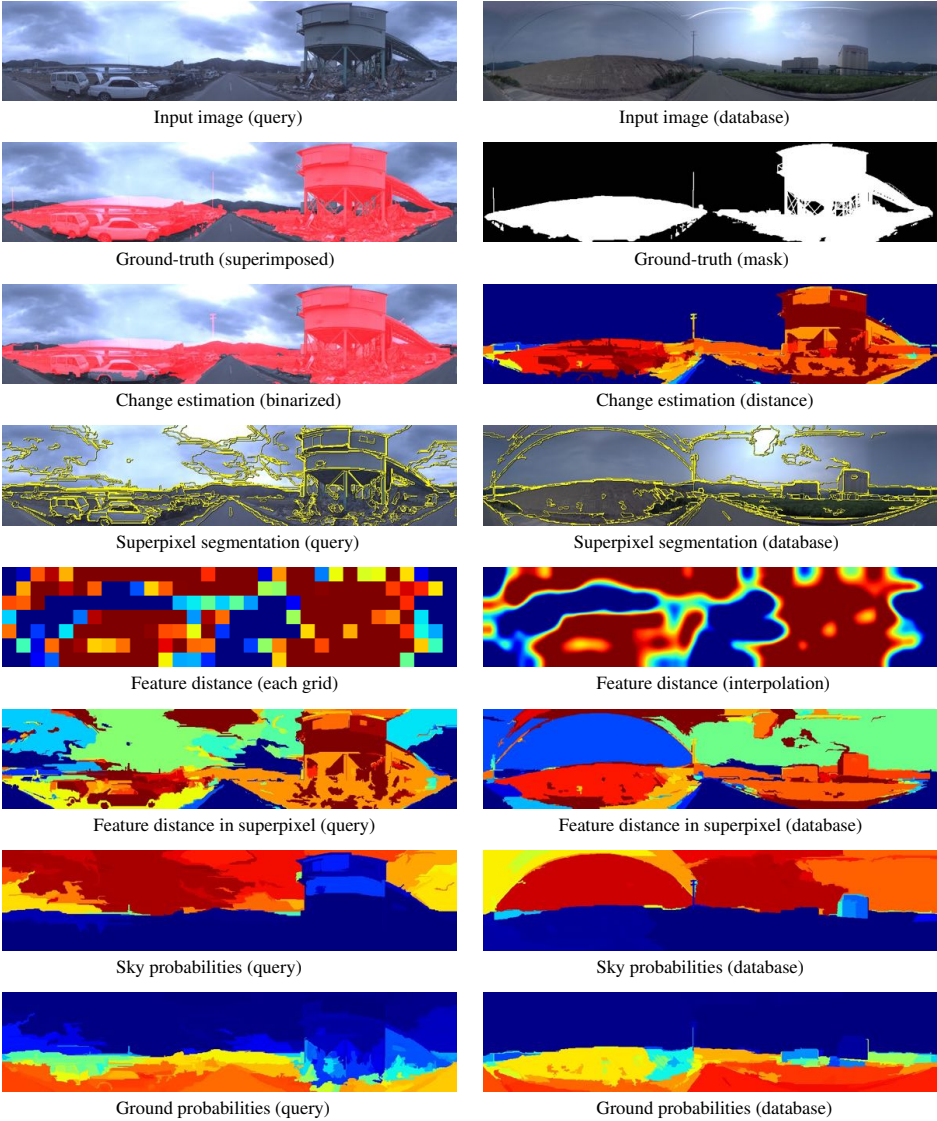 Input image (query)
Input image (database)
Ground-truth (superimposed)
Ground-truth (mask)
Change estimation (binarized)
Change estimation (distance)
Superpixel segmentation (query)
Superpixel segmentation (database)
Feature distance (each grid)
Feature distance (interpolation)
Feature distance in superpixel (query)
Feature distance in superpixel (database)
Sky probabilities (query)
Sky probabilities (database)
Ground probabilities (query)
Ground probabilities (database)